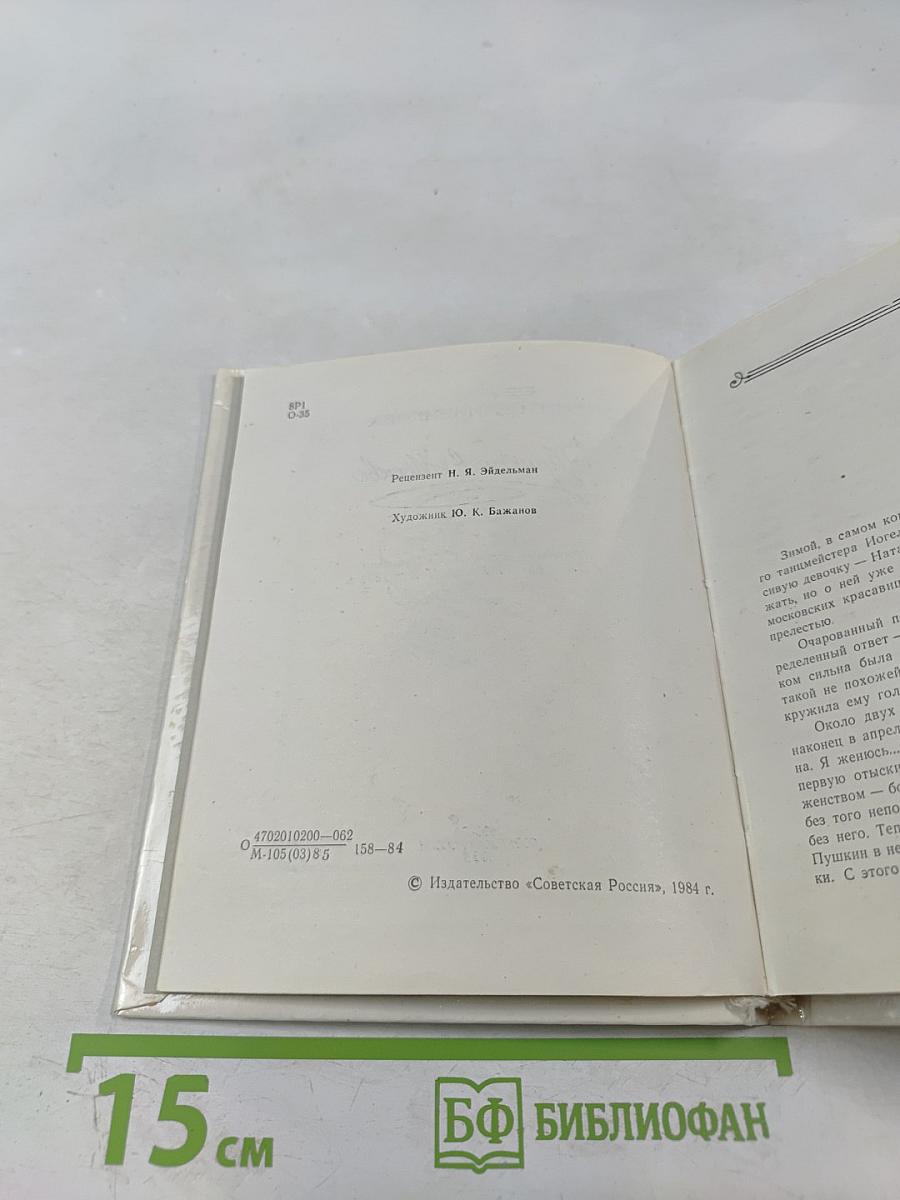 8Р1
О-35
Рецензент Н. Я. Эйдельман
Художник Ю. К. Бажанов
О 4702010200—062
М-105(03)85 158—84
© Издательство «Советская Россия», 1984 г.
Зимой, в самом
го танцмейстера Иогел
сивую девочку — Ната
жать, но о ней уже
московских красавиц
прелестью.
Очарованный п
ределенный ответ —
ком сильна была
такой не похожей
кружила ему гол
Около двух
наконец в апрел
на. Я женюсь...
первую отыскн
женством — бо
без того непо
без него. Теп
Пушкин в не
ки. С этого
15 см
БФ БИБЛИОФАН